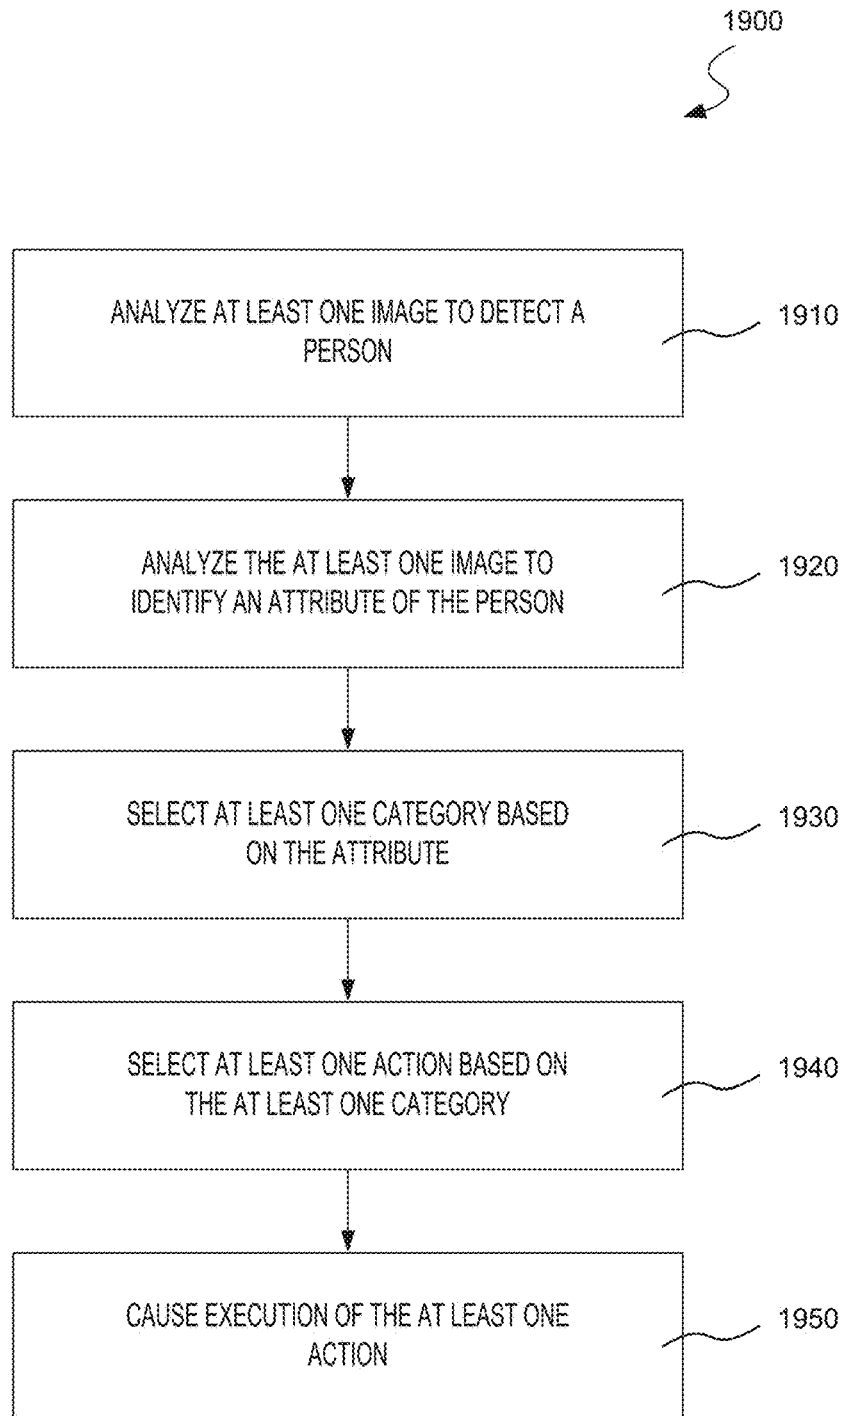 1900
ANALYZE AT LEAST ONE IMAGE TO DETECT A
PERSON
1910
ANALYZE THE AT LEAST ONE IMAGE TO
IDENTIFY AN ATTRIBUTE OF THE PERSON
1920
SELECT AT LEAST ONE CATEGORY BASED
ON THE ATTRIBUTE
1930
SELECT AT LEAST ONE ACTION BASED ON
THE AT LEAST ONE CATEGORY
1940
CAUSE EXECUTION OF THE AT LEAST ONE
ACTION
1950